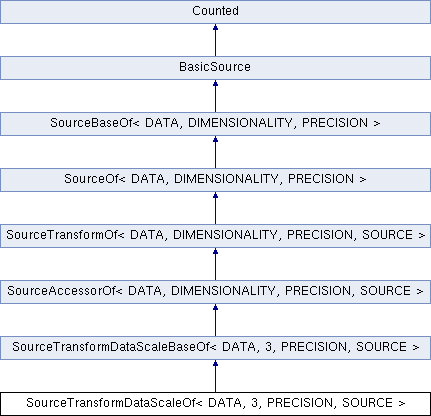 Counted
BasicSource
SourceBaseOf< DATA, DIMENSIONALITY, PRECISION >
SourceOf< DATA, DIMENSIONALITY, PRECISION >
SourceTransformOf< DATA, DIMENSIONALITY, PRECISION, SOURCE >
SourceAccessorOf< DATA, DIMENSIONALITY, PRECISION, SOURCE >
SourceTransformDataScaleBaseOf< DATA, 3, PRECISION, SOURCE >
SourceTransformDataScaleOf< DATA, 3, PRECISION, SOURCE >